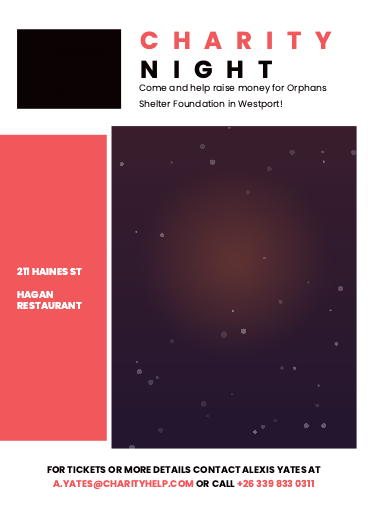 CHARITY
NIGHT
Come and help raise money for Orphans
Shelter Foundation in Westport!
211 HAINES ST
HAGAN
RESTAURANT
FOR TICKETS OR MORE DETAILS CONTACT ALEXIS YATES AT
A.YATES@CHARITYHELP.COM OR CALL +26 339 833 0311